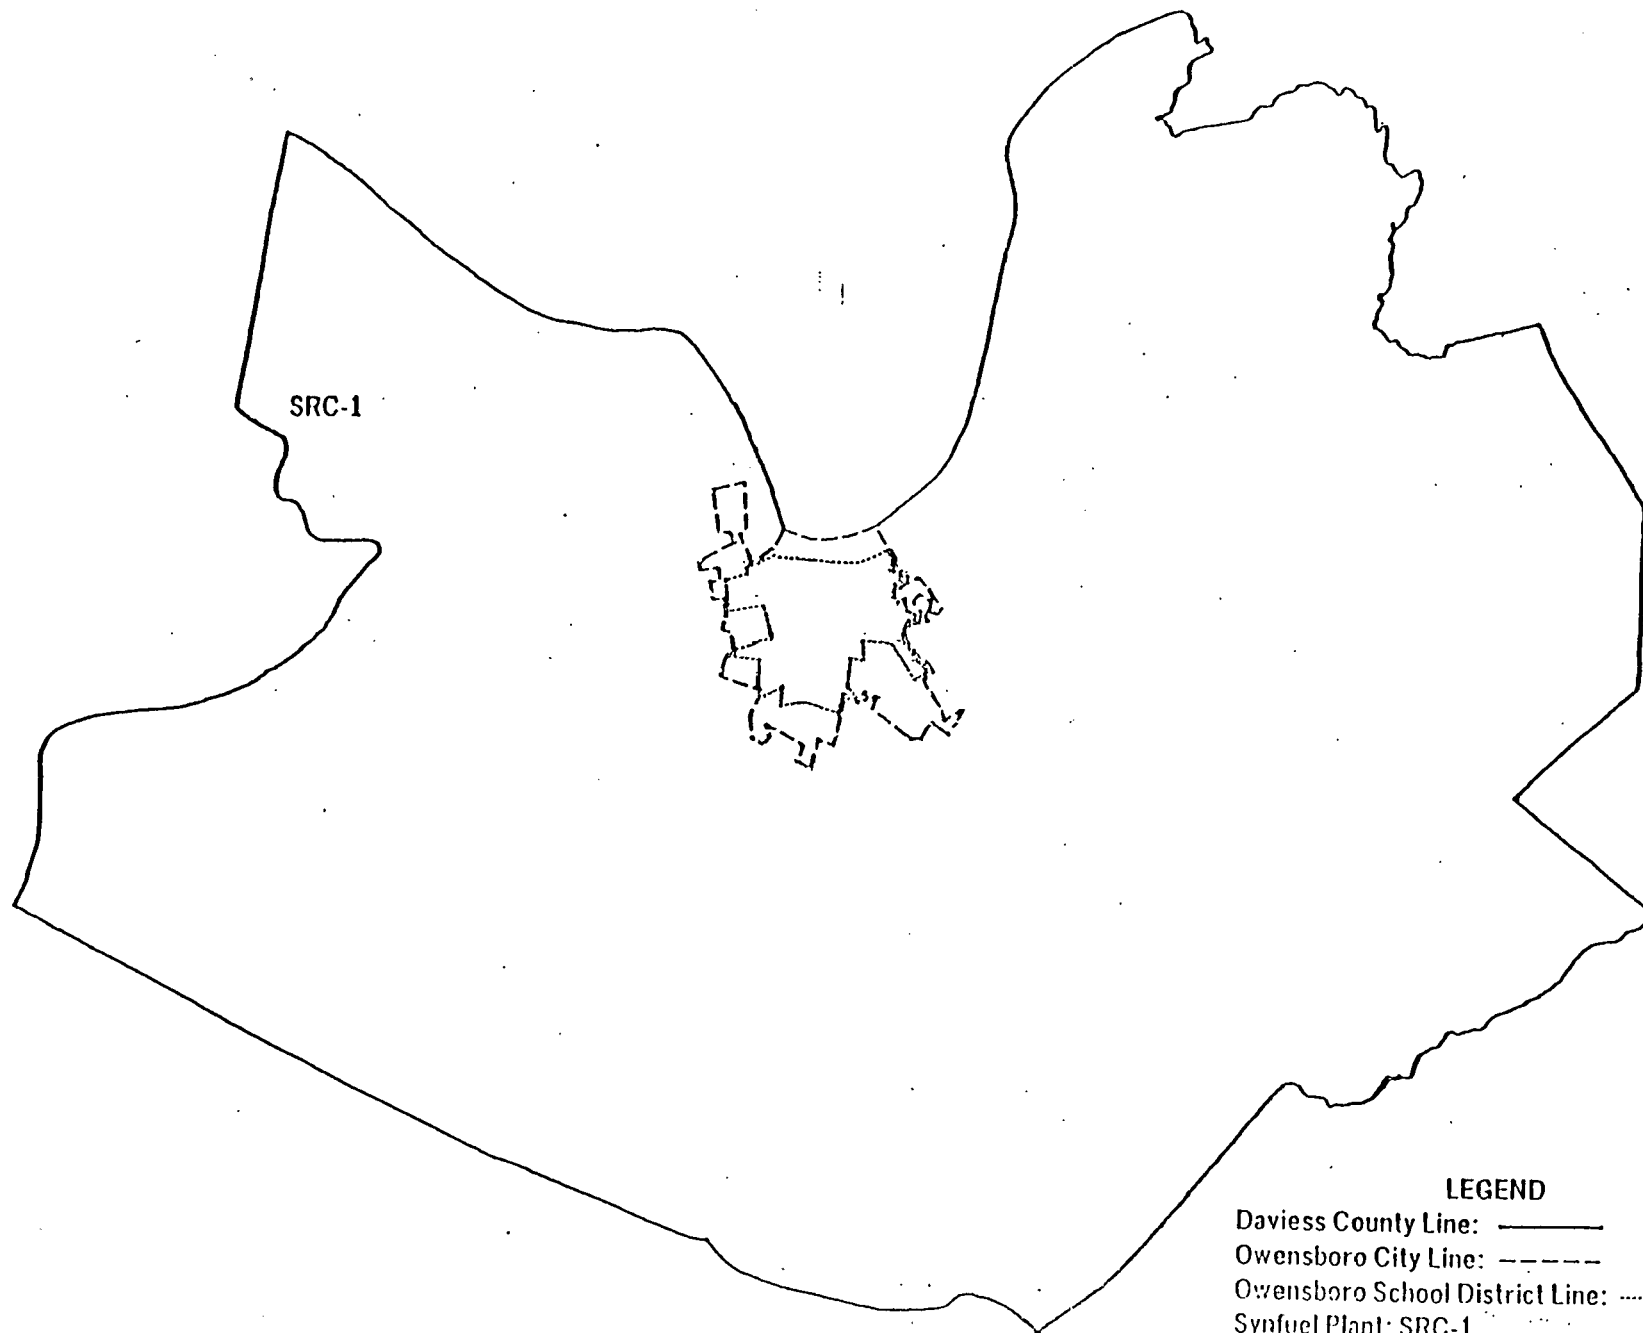 SRC-1
LEGEND
Daviess County Line:
Owensboro City Line:
Owensboro School District Line:
Synfuel Plant: SRC-1